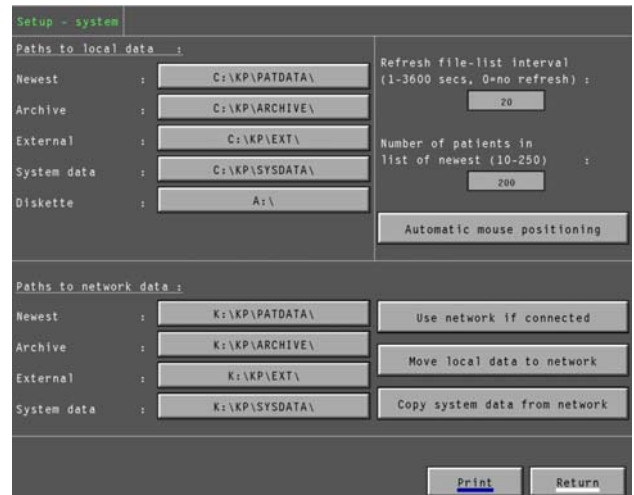 Setup - system
Paths to local data :
Newest : C:\KP\PATDATA\
Archive : C:\KP\ARCHIVE\
External : C:\KP\EXT\
System data : C:\KP\SYSDATA\
Diskette : A:\
Refresh file-list interval
(1-3600 secs, 0=no refresh) :
20
Number of patients in
list of newest (10-250) :
200
Automatic mouse positioning
Paths to network data :
Newest : K:\KP\PATDATA\
Archive : K:\KP\ARCHIVE\
External : K:\KP\EXT\
System data : K:\KP\SYSDATA\
Use network if connected
Move local data to network
Copy system data from network
Print
Return